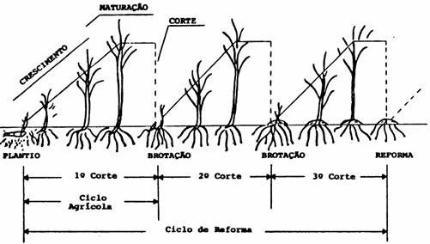 MATURAÇÃO
CORTE
CRESCIMENTO
PLANTIO
BROTAÇÃO
BROTAÇÃO
REFORMA
1º Corte
2º Corte
3º Corte
Ciclo
Agrícola
Ciclo de Reforma